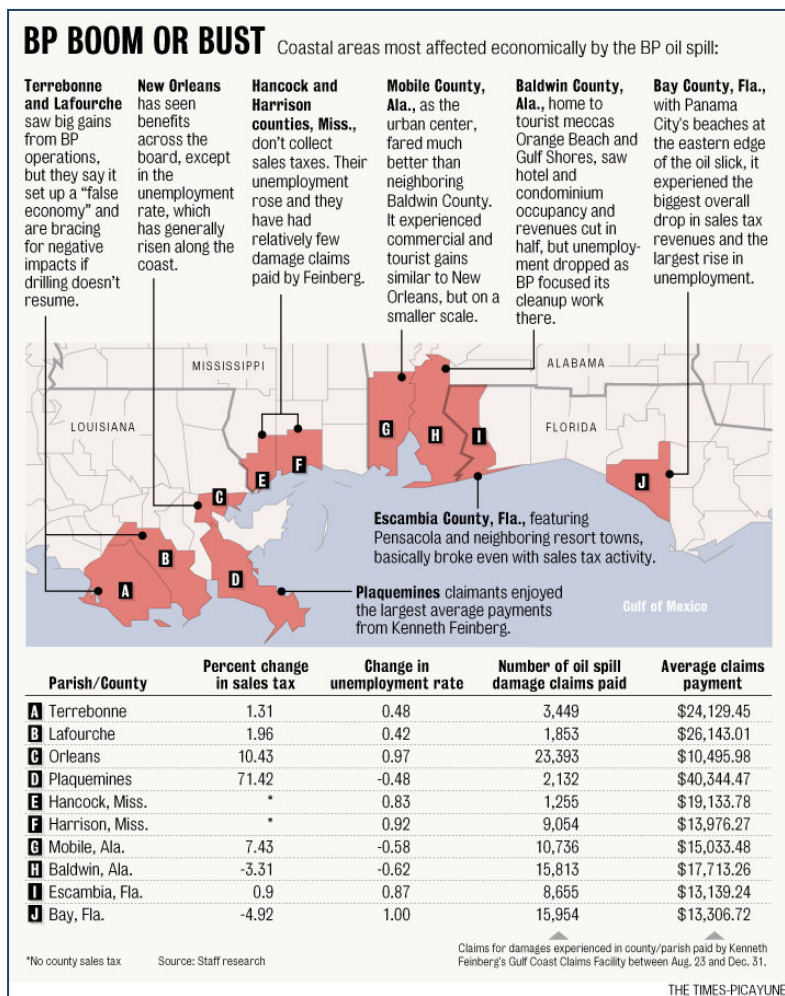 BP BOOM OR BUST Coastal areas most affected economically by the BP oil spill:
Terrebonne
and Lafourche
saw big gains
from BP
operations,
but they say it
set up a “false
economy” and
are bracing
for negative
impacts if
drilling doesn’t
resume.
New Orleans
has seen
benefits
across the
board, except
in the
unemployment
rate, which
has generally
risen along the
coast.
Hancock and
Harrison
counties, Miss.,
don’t collect
sales taxes. Their
unemployment
rose and they
have had
relatively few
damage claims
paid by Feinberg.
Mobile County,
Ala., as the
urban center,
fared much
better than
neighboring
Baldwin County.
It experienced
commercial and
tourist gains
similar to New
Orleans, but on a
smaller scale.
Baldwin County,
Ala., home to
tourist meccas
Orange Beach and
Gulf Shores, saw
hotel and
condominium
occupancy and
revenues cut in
half, but unemploy-
ment dropped as
BP focused its
cleanup work
there.
Bay County, Fla.,
with Panama
City’s beaches at
the eastern edge
of the oil slick, it
experienced the
biggest overall
drop in sales tax
revenues and the
largest rise in
unemployment.
MISSISSIPPI
ALABAMA
LOUISIANA
FLORIDA
G
H
I
E
F
J
C
B
A
D
Escambia County, Fla., featuring
Pensacola and neighboring resort towns,
basically broke even with sales tax activity.
Plaquemines claimants enjoyed
the largest average payments
from Kenneth Feinberg.
Gulf of Mexico
Parish/County
Percent change
in sales tax
Change in
unemployment rate
Number of oil spill
damage claims paid
Average claims
payment
A Terrebonne 1.31 0.48 3,449 $24,129.45
B Lafourche 1.96 0.42 1,853 $26,143.01
C Orleans 10.43 0.97 23,393 $10,495.98
D Plaquemines 71.42 -0.48 2,132 $40,344.47
E Hancock, Miss. * 0.83 1,255 $19,133.78
F Harrison, Miss. * 0.92 9,054 $13,976.27
G Mobile, Ala. 7.43 -0.58 10,736 $15,033.48
H Baldwin, Ala. -3.31 -0.62 15,813 $17,713.26
I Escambia, Fla. 0.9 0.87 8,655 $13,139.24
J Bay, Fla. -4.92 1.00 15,954 $13,306.72
*No county sales tax Source: Staff research
Claims for damages experienced in county/parish paid by Kenneth
Feinberg’s Gulf Coast Claims Facility between Aug. 23 and Dec. 31.
THE TIMES-PICAYUNE